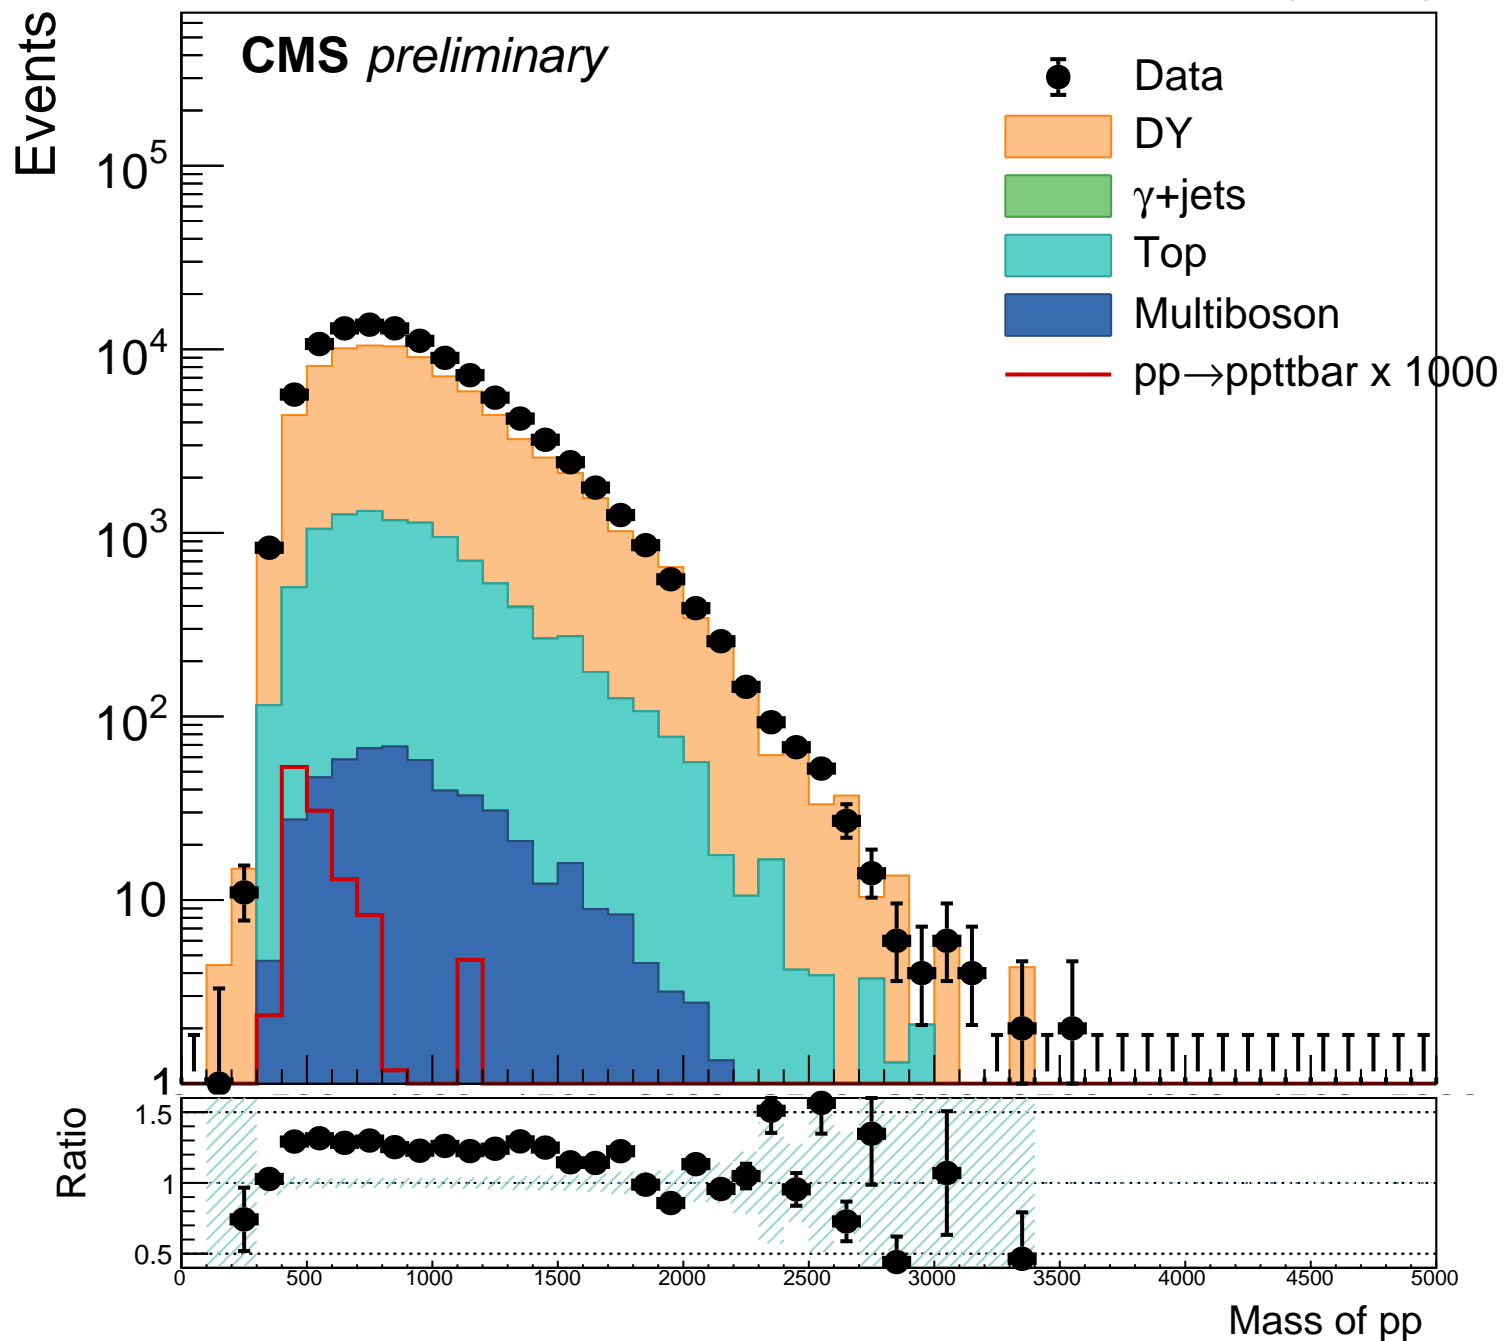 Events
CMS preliminary
Data
DY
γ+jets
Top
Multiboson
pp→ppttbar x 1000
10^5
10^4
10^3
10^2
10
1
Ratio
1.5
1
0.5
0 500 1000 1500 2000 2500 3000 3500 4000 4500 5000
Mass of pp